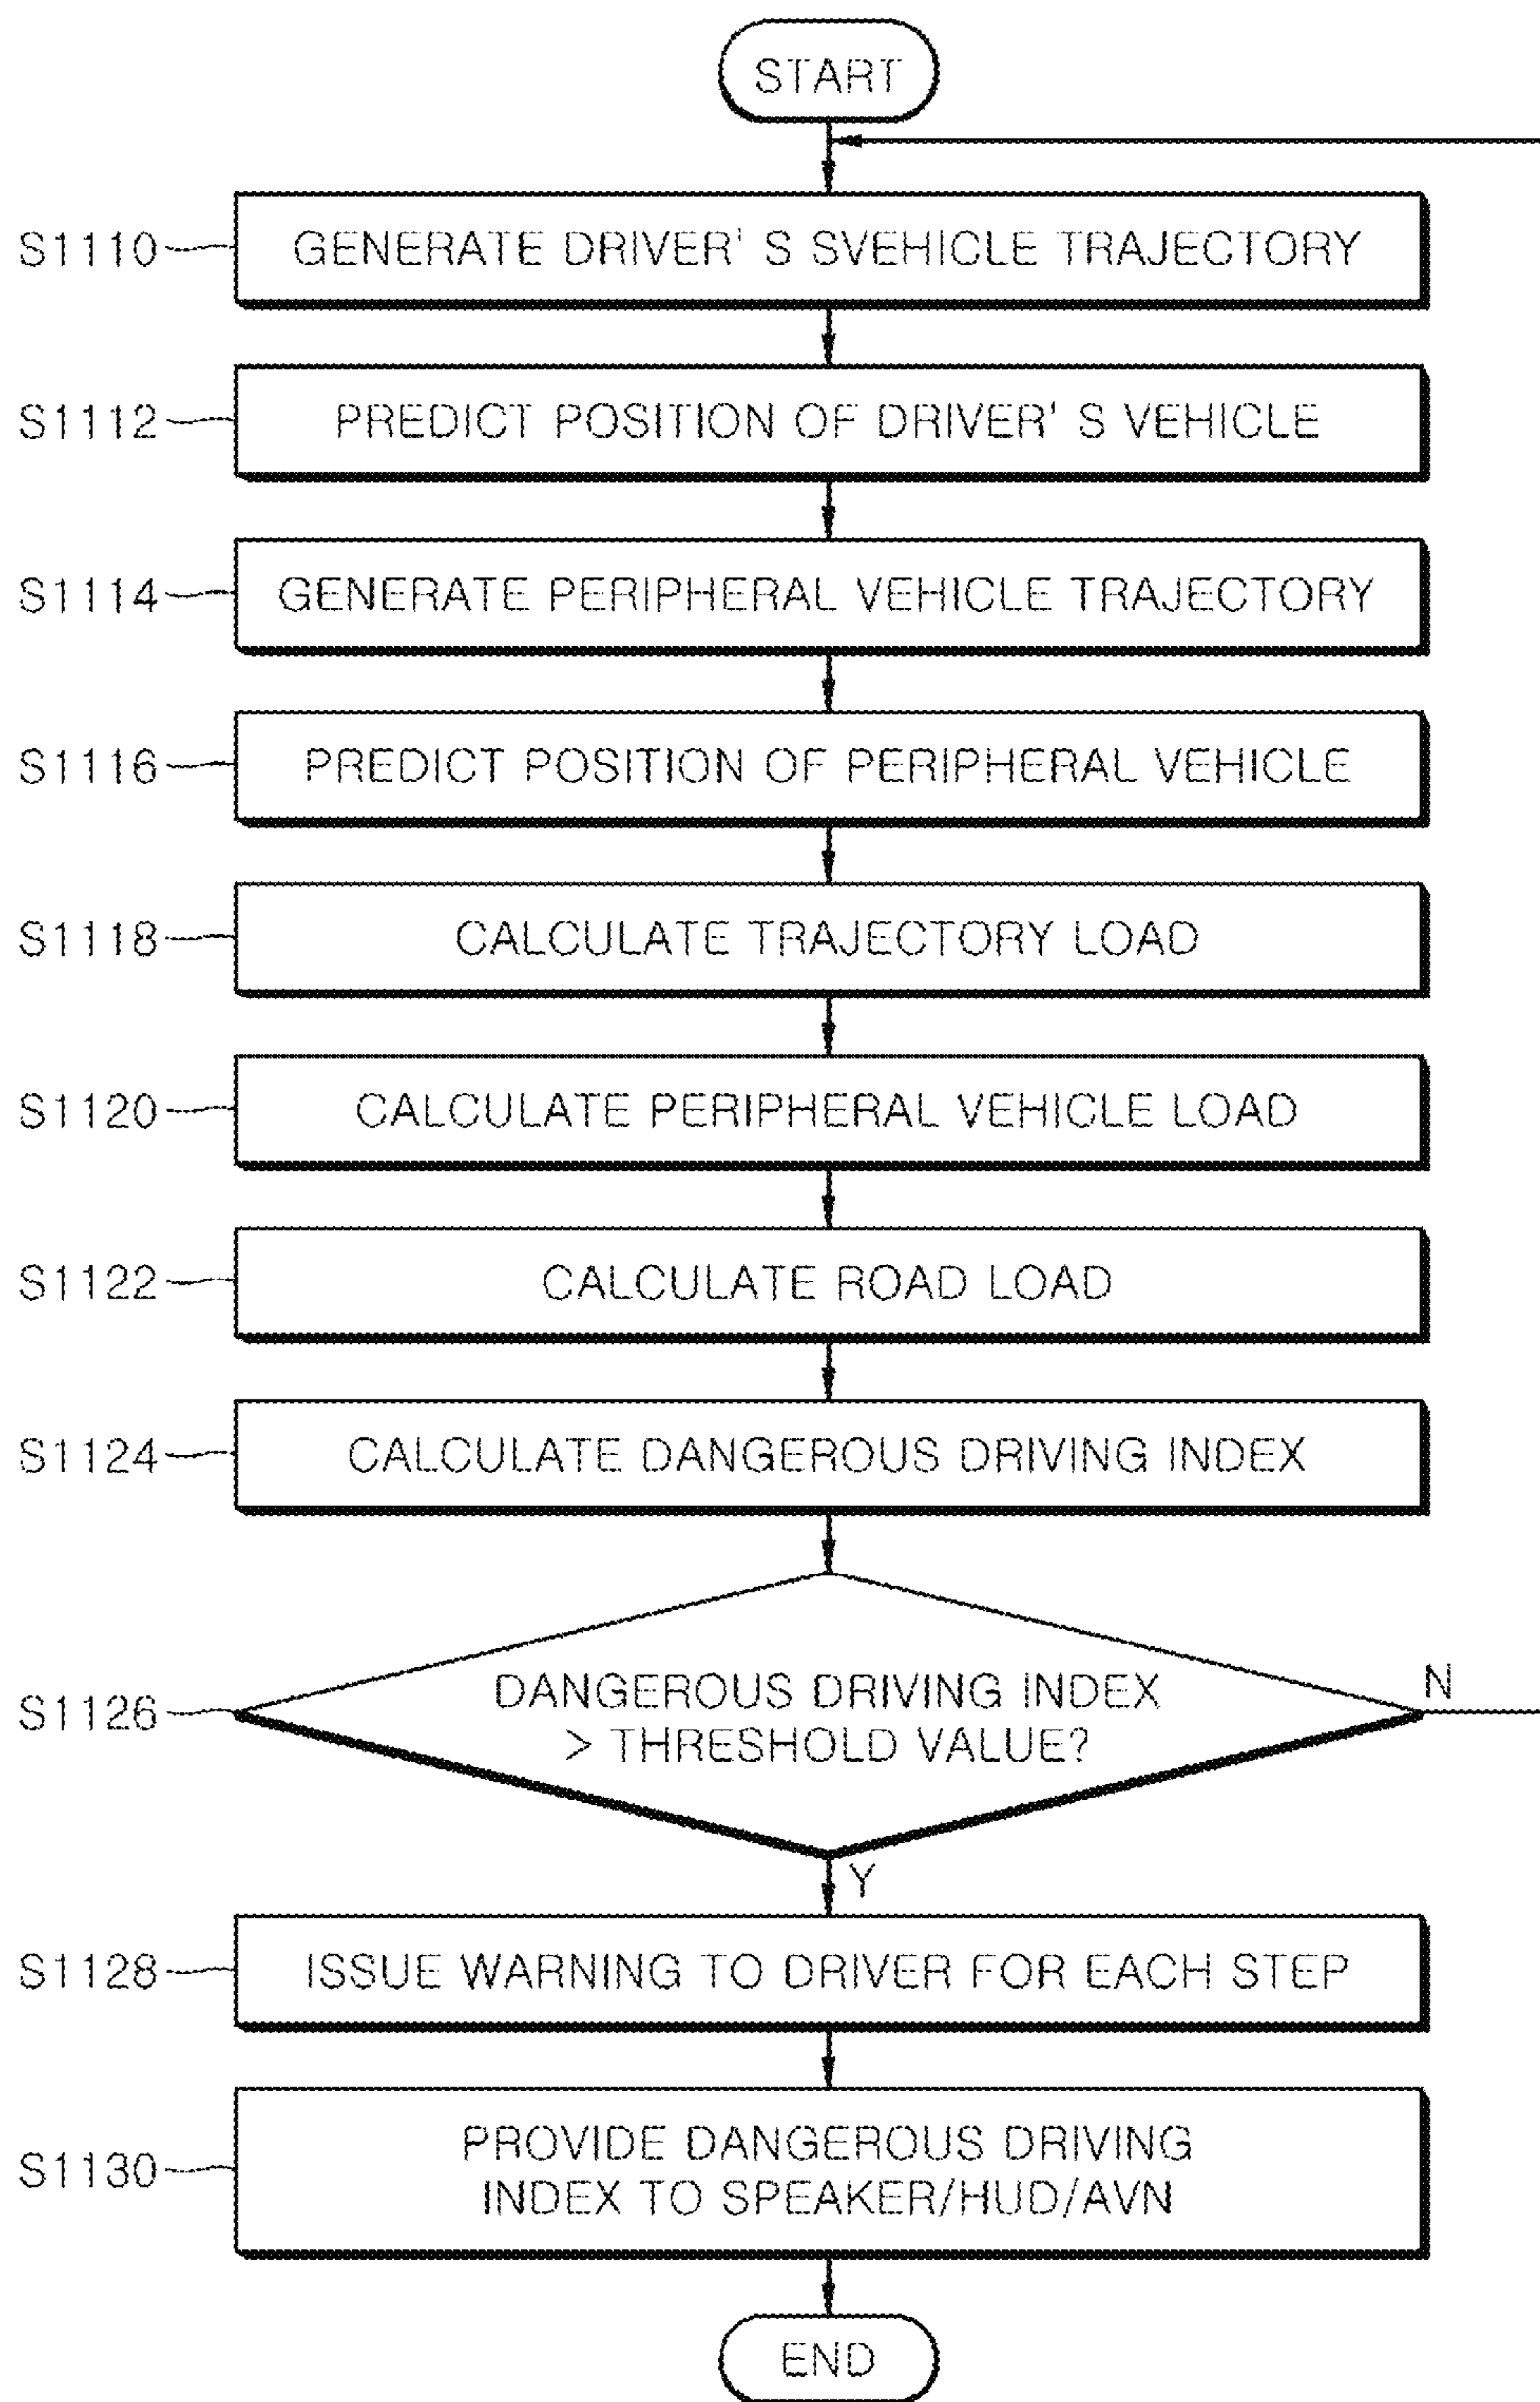 START
S1110 GENERATE DRIVER' S SVEHICLE TRAJECTORY
S1112 PREDICT POSITION OF DRIVER' S VEHICLE
S1114 GENERATE PERIPHERAL VEHICLE TRAJECTORY
S1116 PREDICT POSITION OF PERIPHERAL VEHICLE
S1118 CALCULATE TRAJECTORY LOAD
S1120 CALCULATE PERIPHERAL VEHICLE LOAD
S1122 CALCULATE ROAD LOAD
S1124 CALCULATE DANGEROUS DRIVING INDEX
S1126 DANGEROUS DRIVING INDEX
> THRESHOLD VALUE?
N
Y
S1128 ISSUE WARNING TO DRIVER FOR EACH STEP
S1130 PROVIDE DANGEROUS DRIVING
INDEX TO SPEAKER/HUD/AVN
END